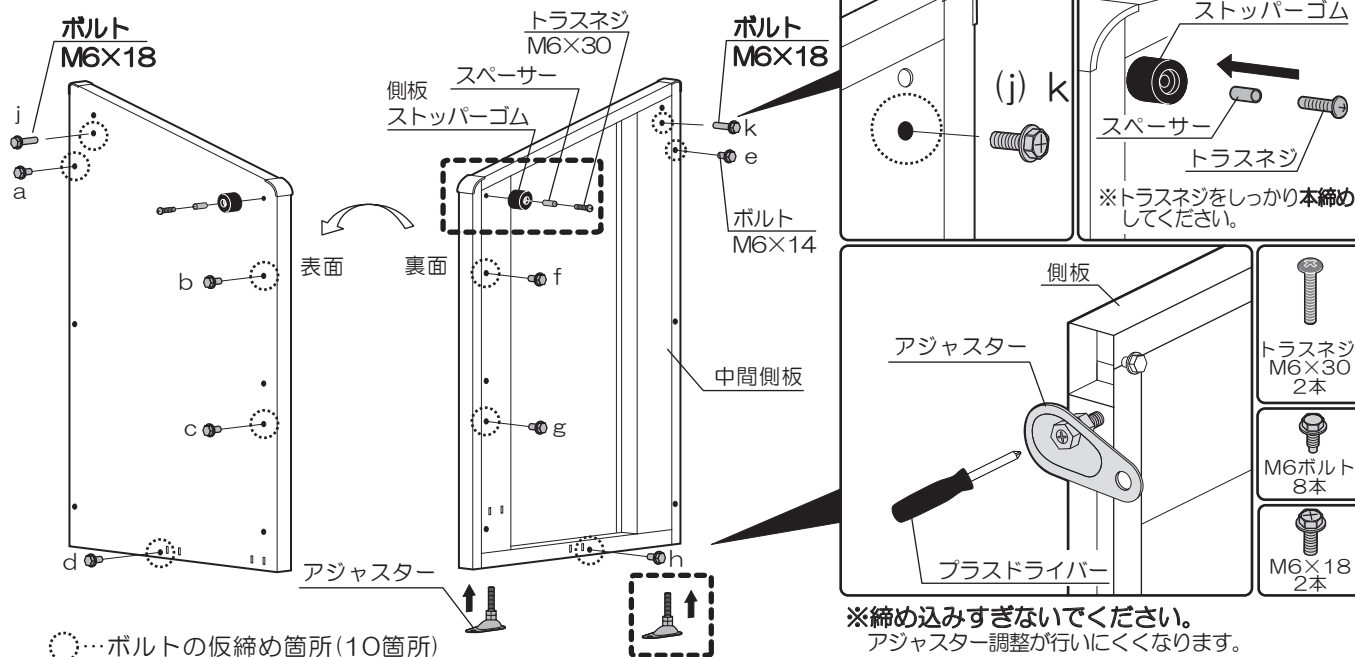 ボルト
M6×18
j
a
トラスネジ
M6×30
スペーサー
側板
ストッパーゴム
ボルト
M6×18
k
e
ボルト
M6×14
b
表面
裏面
f
c
g
中間側板
d
h
アジャスター
◌…ボルトの仮締め箇所(10箇所)
(j) k
ストッパーゴム
スペーサー
トラスネジ
※トラスネジをしっかり本締め
してください。
側板
アジャスター
プラスドライバー
トラスネジ
M6×30
2本
M6ボルト
8本
M6×18
2本
※締め込みすぎないでください。
アジャスター調整が行いにくくなります。